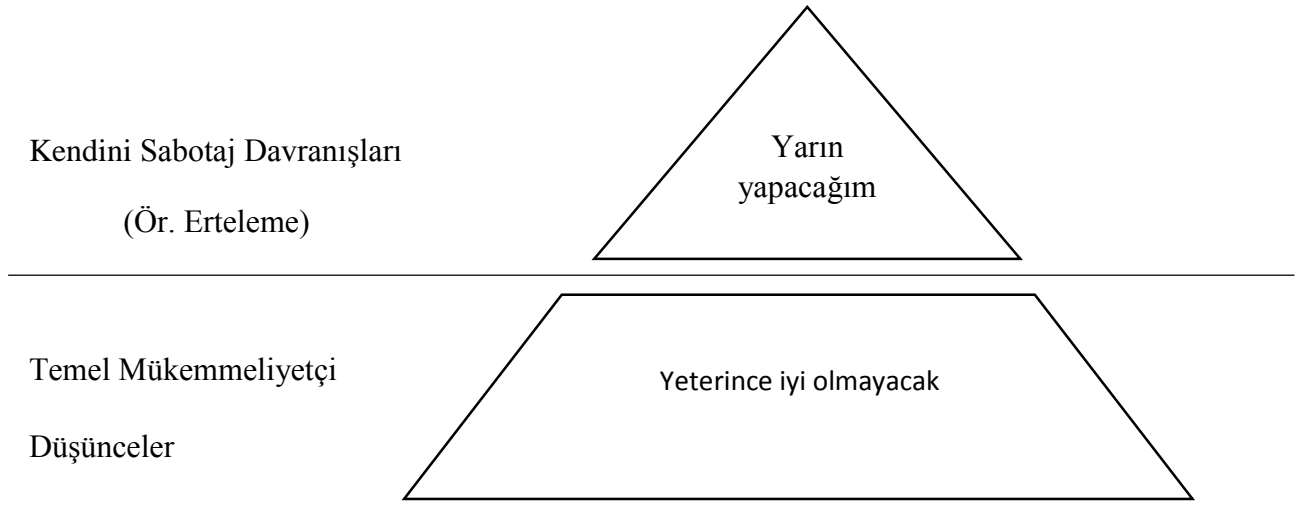 Kendini Sabotaj Davranışları
(Ör. Erteleme)
Yarın
yapacağım
Temel Mükemmeliyetçi
Düşünceler
Yeterince iyi olmayacak